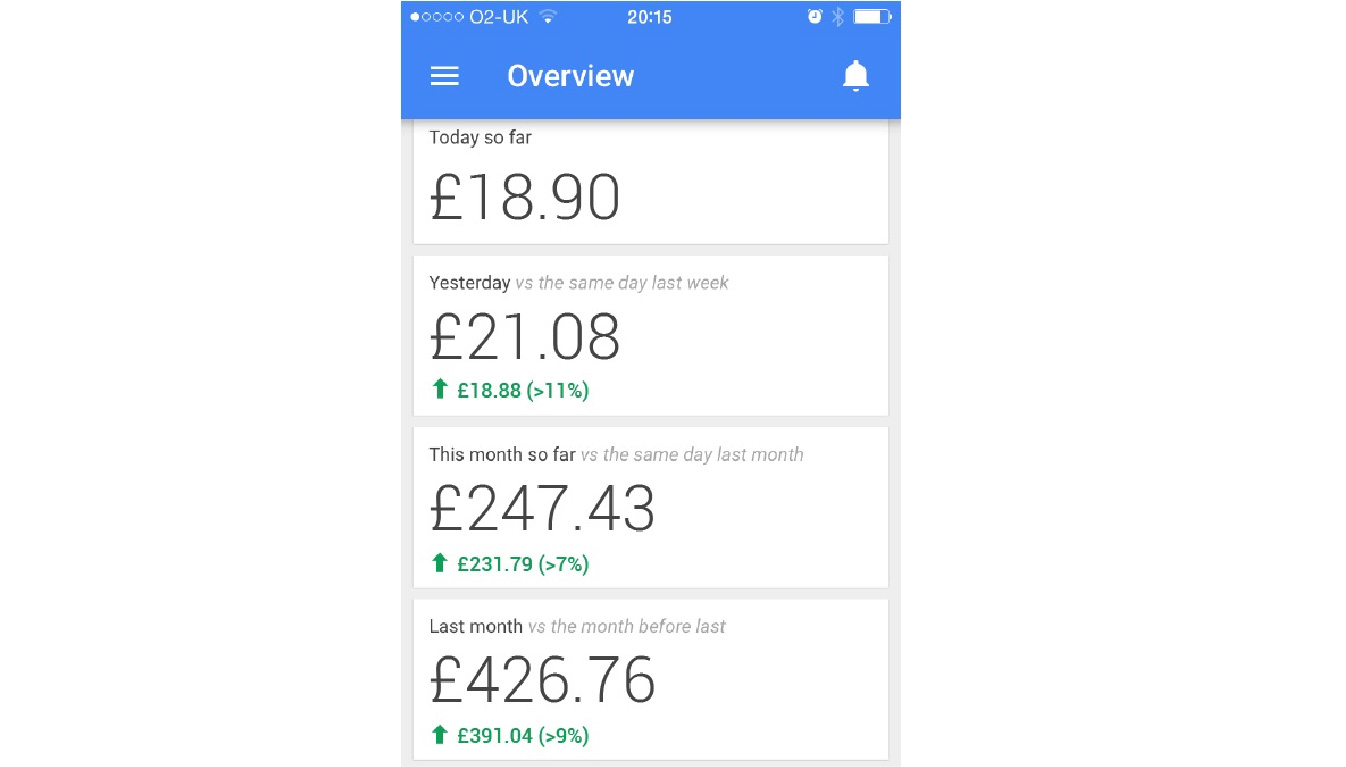 O2-UK 20:15
Overview
Today so far
£18.90
Yesterday vs the same day last week
£21.08
£18.88 (>11%)
This month so far vs the same day last month
£247.43
£231.79 (>7%)
Last month vs the month before last
£426.76
£391.04 (>9%)